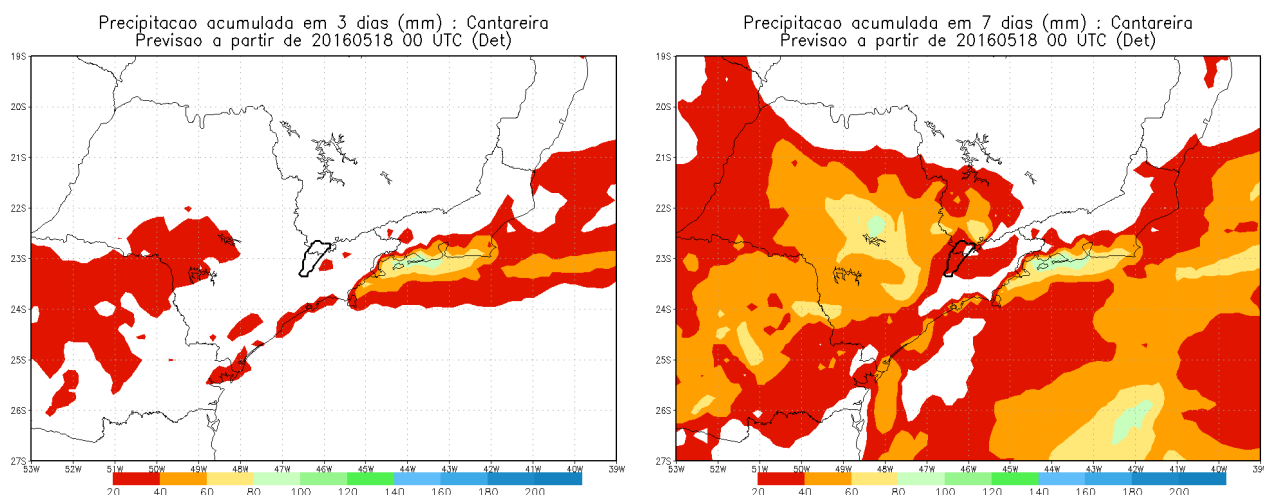 Precipitacao acumulada em 3 dias (mm) : Cantareira
Previsao a partir de 20160518 00 UTC (Det)
19S
20S
21S
22S
23S
24S
25S
26S
27S
53W 52W 51W 50W 49W 48W 47W 46W 45W 44W 43W 42W 41W 40W 39W
20 40 60 80 100 120 140 160 180 200
Precipitacao acumulada em 7 dias (mm) : Cantareira
Previsao a partir de 20160518 00 UTC (Det)
19S
20S
21S
22S
23S
24S
25S
26S
27S
53W 52W 51W 50W 49W 48W 47W 46W 45W 44W 43W 42W 41W 40W 39W
20 40 60 80 100 120 140 160 180 200